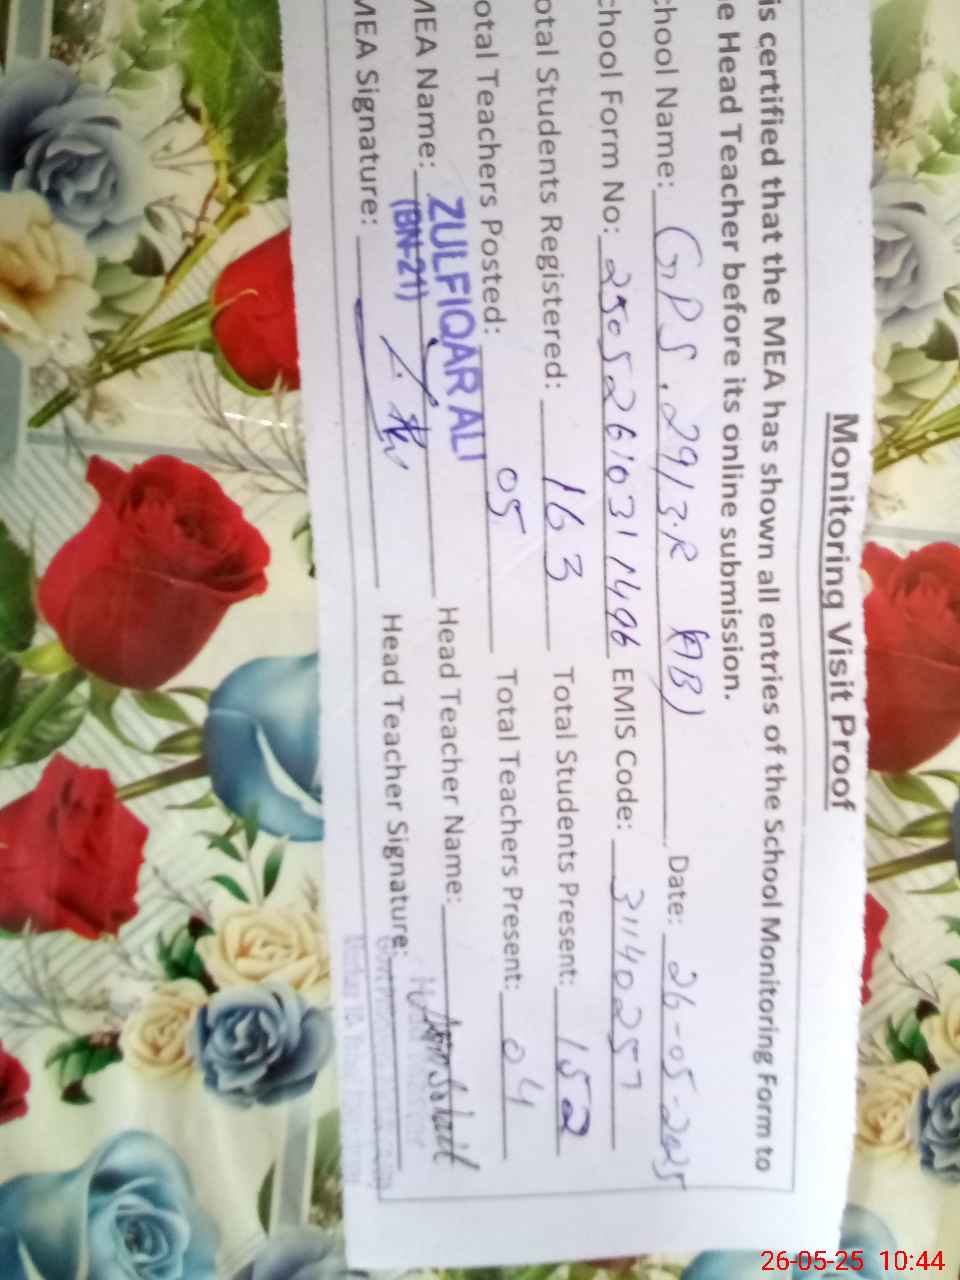 Monitoring Visit Proof
is certified that the MEA has shown all entries of the School Monitoring Form to
e Head Teacher before its online submission.
chool Name: GPS, 29/3.R (AB) Date: 26-05-2025
chool Form No: 25052610311496 EMIS Code: 31140257
otal Students Registered: 163 Total Students Present: 152
otal Teachers Posted: 05 Total Teachers Present: 04
MEA Name: ZULFIQAR ALI Head Teacher Name:
(BN-21)
MEA Signature: Head Teacher Signature:
26-05-25 10:44